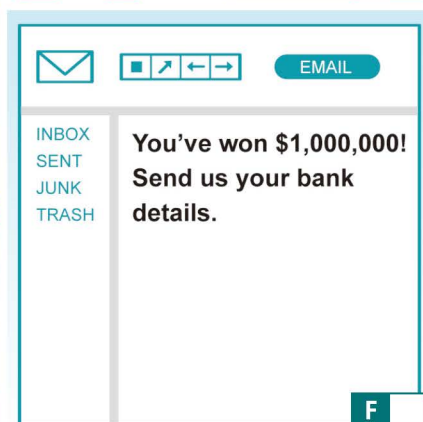 EMAIL
INBOX
SENT
JUNK
TRASH
You've won $1,000,000!
Send us your bank
details.
F